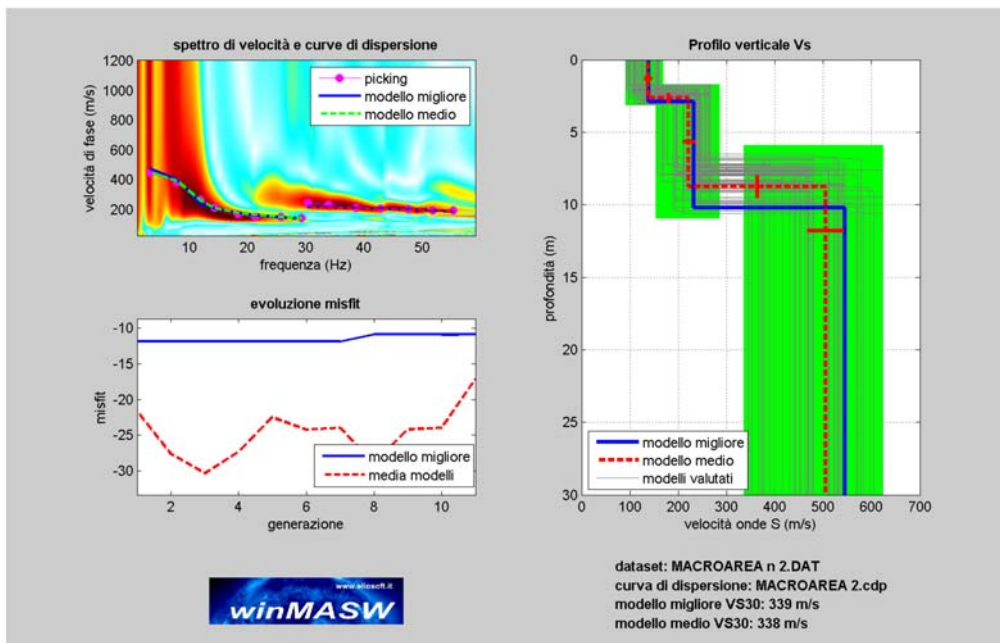 spettro di velocità e curve di dispersione
1200
1000
800
600
400
200
velocità di fase (m/s)
picking
modello migliore
modello medio
10
20
30
40
50
frequenza (Hz)
evoluzione misfit
-10
-15
-20
-25
-30
misfit
modello migliore
media modelli
2
4
6
8
10
generazione
Profilo verticale Vs
0
5
10
15
20
25
30
profondità (m)
modello migliore
modello medio
modelli valutati
0
100
200
300
400
500
600
700
velocità onde S (m/s)
www.eliosoft.it
winMASW
dataset: MACROAREA n 2.DAT
curva di dispersione: MACROAREA 2.cdp
modello migliore VS30: 339 m/s
modello medio VS30: 338 m/s